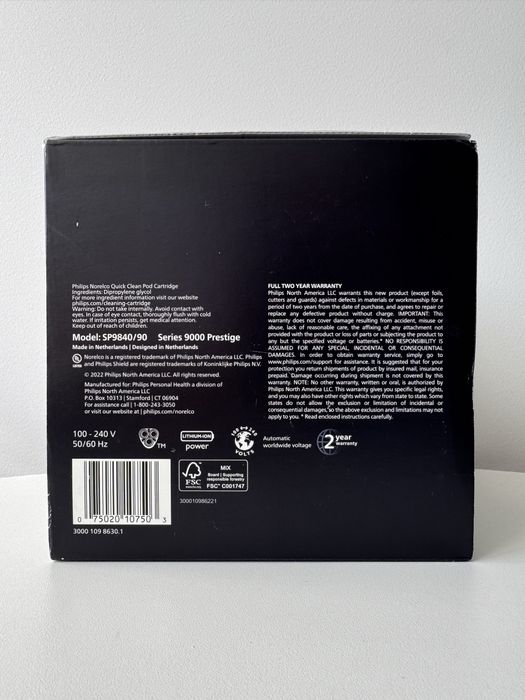 Philips Norelco Quick Clean Pod Cartridge
Ingredients: Dipropylene glycol
For more ingredient information visit our website
philips.com/cleaning-cartridge
Warning: Do not take internally. Avoid contact with
eyes. In case of eye contact, thoroughly flush with cold
water. If irritation persists, get medical attention.
Keep out of reach of children.
Model: SP9840/90 Series 9000 Prestige
Made in Netherlands | Designed in Netherlands
Norelco is a registered trademark of Philips North America LLC. Philips
and Philips Shield are registered trademarks of Koninklijke Philips N.V.
© 2022 Philips North America LLC. All rights reserved.
Manufactured for: Philips Personal Health a division of
Philips North America LLC.
P.O. Box 10313 | Stamford | CT 06904
For assistance call | 1-800-243-3050
or visit our website at | philips.com/norelco
FULL TWO YEAR WARRANTY
Philips North America LLC warrants this new product (except foils,
cutters and guards) against defects in materials or workmanship for a
period of two years from the date of purchase, and agrees to repair or
replace any defective product without charge. IMPORTANT: This
warranty does not cover damage resulting from accident, misuse or
abuse, lack of reasonable care, the affixing of any attachment not
provided with the product or loss of parts or subjecting the product to
any but the specified voltage or batteries.* NO RESPONSIBILITY IS
ASSUMED FOR ANY SPECIAL, INCIDENTAL OR CONSEQUENTIAL
DAMAGES. In order to obtain warranty service, simply go to
www.philips.com/support for assistance. It is suggested that for your
protection you return shipments of product by insured mail, insurance
prepaid. Damage occurring during shipment is not covered by this
warranty. NOTE: No other warranty, written or oral, is authorized by
Philips North America LLC. This warranty gives you specific legal rights,
and you may also have other rights which vary from state to state. Some
states do not allow the exclusion or limitation of incidental or
consequential damages, so the above exclusion and limitations may not
apply to you. * Read enclosed instructions carefully.
100 - 240 V
50/60 Hz
TM
LITHIUM-ION
power
VOLTS
Automatic
worldwide voltage
2 year
warranty
FSC
www.fsc.org
MIX
Board | Supporting
responsible forestry
FSC™ C001747
300010986221
0 75020 10750 3
3000 109 8630.1